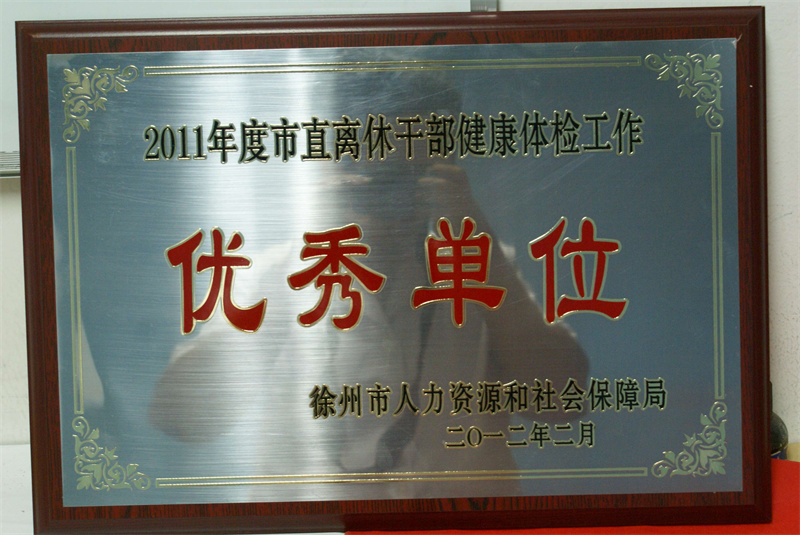 2011年度市直离休干部健康体检工作
优秀单位
徐州市人力资源和社会保障局
二〇一二年二月